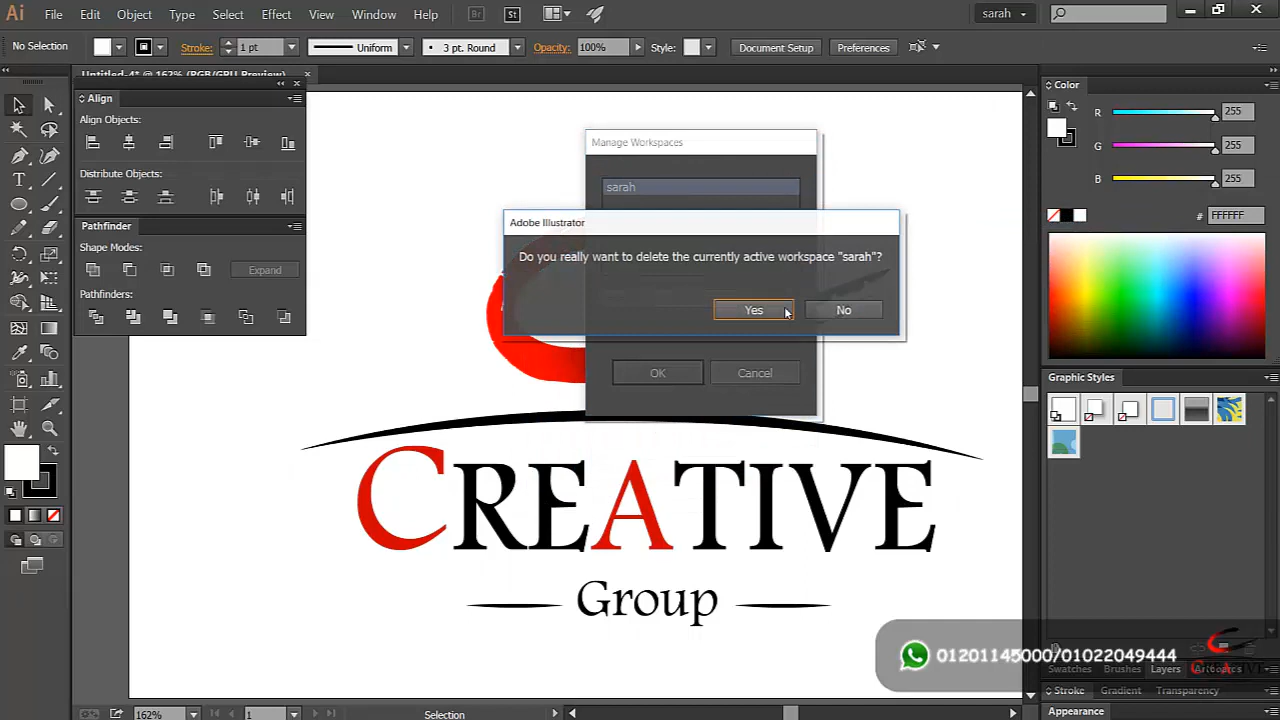 Ai File Edit Object Type Select Effect View Window Help Br St sarah
No Selection Stroke: 1 pt Uniform 3 pt. Round Opacity: 100% Style: Document Setup Preferences
Untitled-4* @ 162% (RGB/GPU Preview)
Align
Align Objects:
Distribute Objects:
Pathfinder
Shape Modes:
Expand
Pathfinders:
Manage Workspaces
sarah
Adobe Illustrator
Do you really want to delete the currently active workspace "sarah"?
Yes No
OK Cancel
CREATIVE
Group
Color
R 255
G 255
B 255
# FFFFFF
Graphic Styles
01201145000/01022049444
CREATIVE
Swatches Brushes Layers Artboards
Stroke Gradient Transparency
Appearance
162% 1 Selection